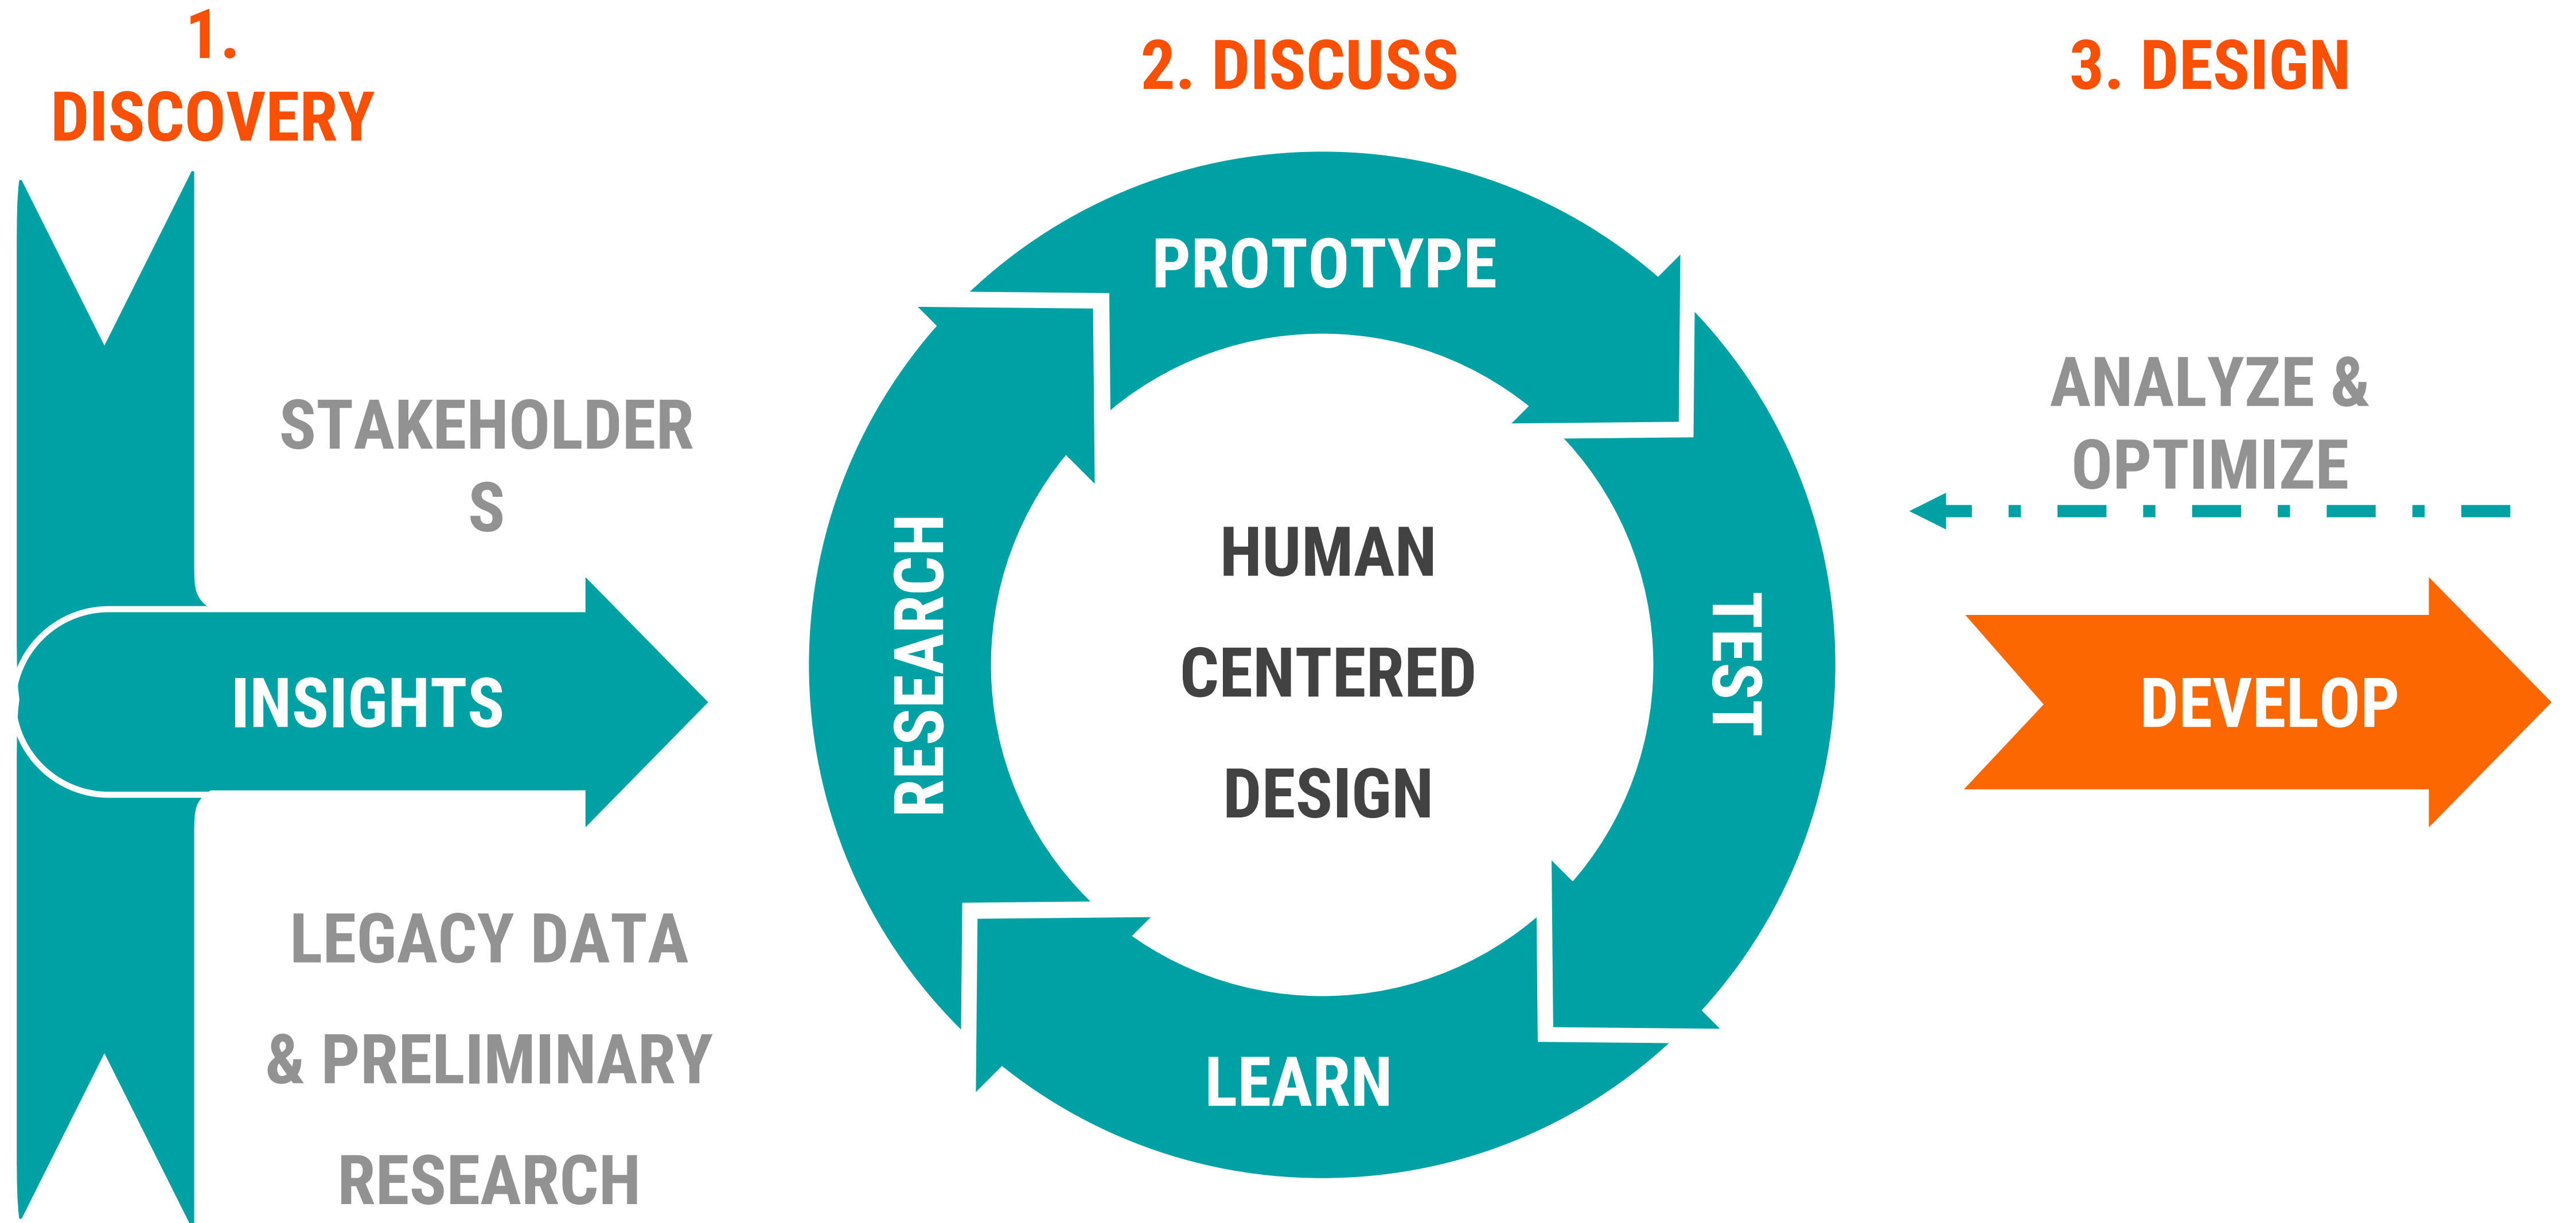 1.
DISCOVERY
STAKEHOLDER
S
INSIGHTS
LEGACY DATA
& PRELIMINARY
RESEARCH
2. DISCUSS
PROTOTYPE
TEST
LEARN
RESEARCH
HUMAN
CENTERED
DESIGN
3. DESIGN
ANALYZE &
OPTIMIZE
DEVELOP